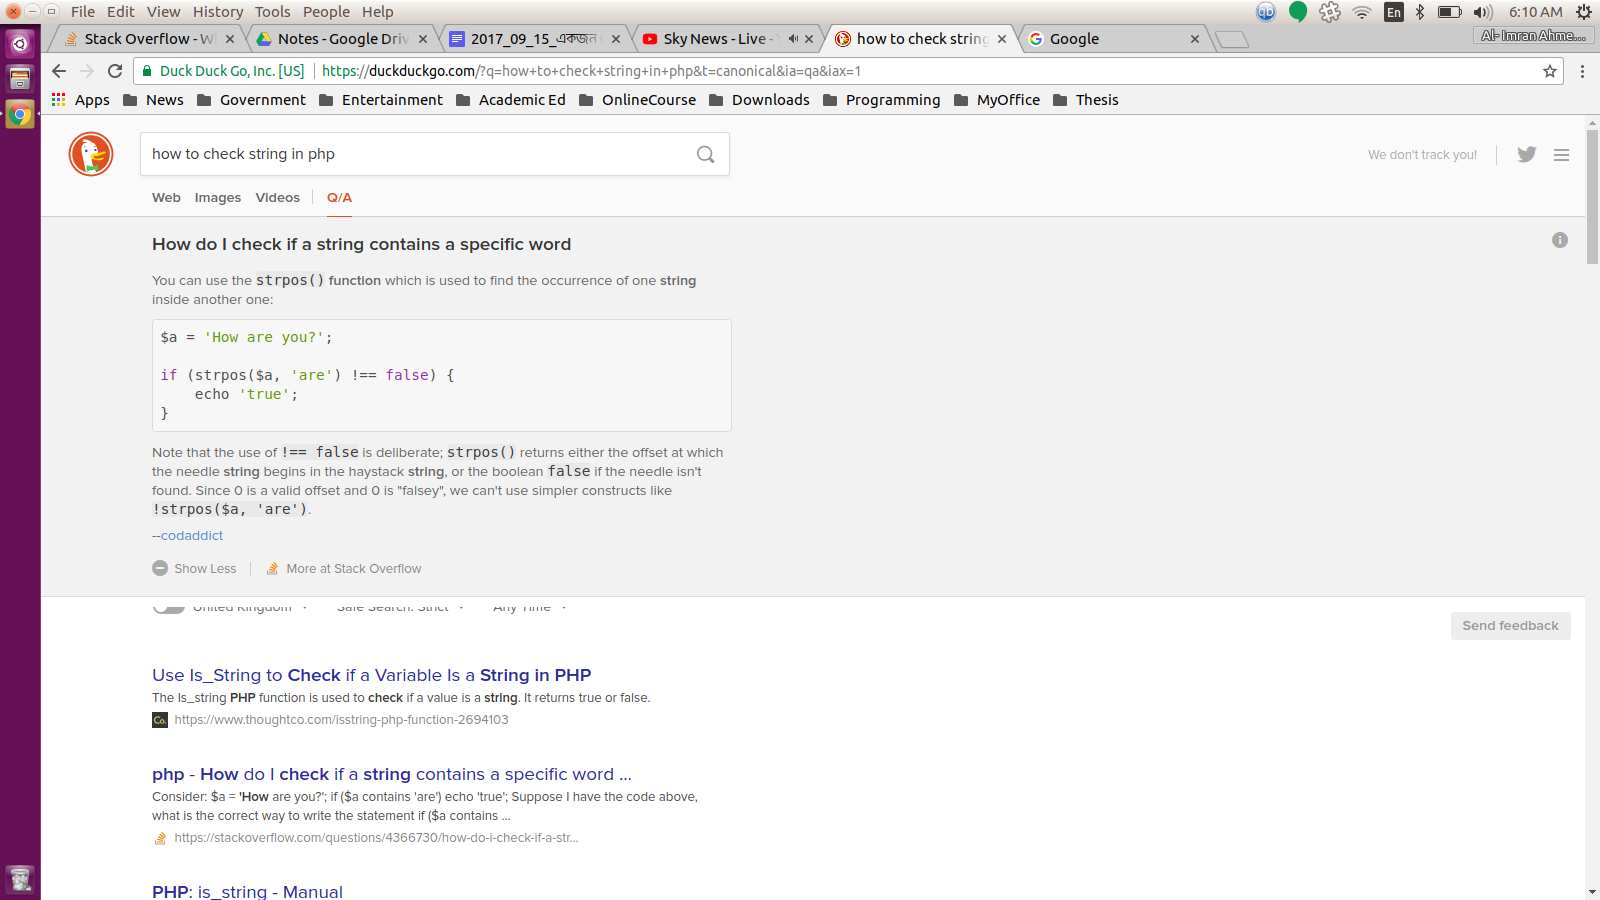 File Edit View History Tools People Help
En
6:10 AM
Stack Overflow - W
Notes - Google Driv
2017_09_15_একজন
Sky News - Live -
how to check string
Google
Al- Imran Ahme...
Duck Duck Go, Inc. [US] https://duckduckgo.com/?q=how+to+check+string+in+php&t=canonical&ia=qa&iax=1
Apps News Government Entertainment Academic Ed OnlineCourse Downloads Programming MyOffice Thesis
how to check string in php
We don't track you!
Web Images Videos Q/A
How do I check if a string contains a specific word
You can use the strpos() function which is used to find the occurrence of one string
inside another one:
$a = 'How are you?';
if (strpos($a, 'are') !== false) {
echo 'true';
}
Note that the use of !== false is deliberate; strpos() returns either the offset at which
the needle string begins in the haystack string, or the boolean false if the needle isn't
found. Since 0 is a valid offset and 0 is "falsey", we can't use simpler constructs like
!strpos($a, 'are').
--codaddict
Show Less More at Stack Overflow
United Kingdom Safe Search: Strict Any Time
Send feedback
Use Is_String to Check if a Variable Is a String in PHP
The Is_string PHP function is used to check if a value is a string. It returns true or false.
Co. https://www.thoughtco.com/isstring-php-function-2694103
php - How do I check if a string contains a specific word ...
Consider: $a = 'How are you?'; if ($a contains 'are') echo 'true'; Suppose I have the code above,
what is the correct way to write the statement if ($a contains ...
https://stackoverflow.com/questions/4366730/how-do-i-check-if-a-str...
PHP: is_string - Manual